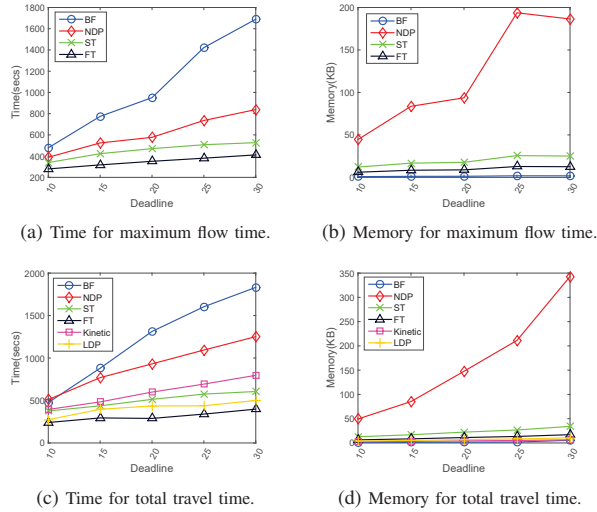 1800
1600
1400
1200
1000
800
600
400
200
Time(secs)
BF
NDP
ST
FT
10
15
20
25
30
Deadline
(a) Time for maximum flow time.
200
150
100
50
0
Memory(KB)
BF
NDP
ST
FT
10
15
20
25
30
Deadline
(b) Memory for maximum flow time.
2000
1500
1000
500
0
Time(secs)
BF
NDP
ST
FT
Kinetic
LDP
10
15
20
25
30
Deadline
(c) Time for total travel time.
350
300
250
200
150
100
50
0
Memory(KB)
BF
NDP
ST
FT
Kinetic
LDP
10
15
20
25
30
Deadline
(d) Memory for total travel time.